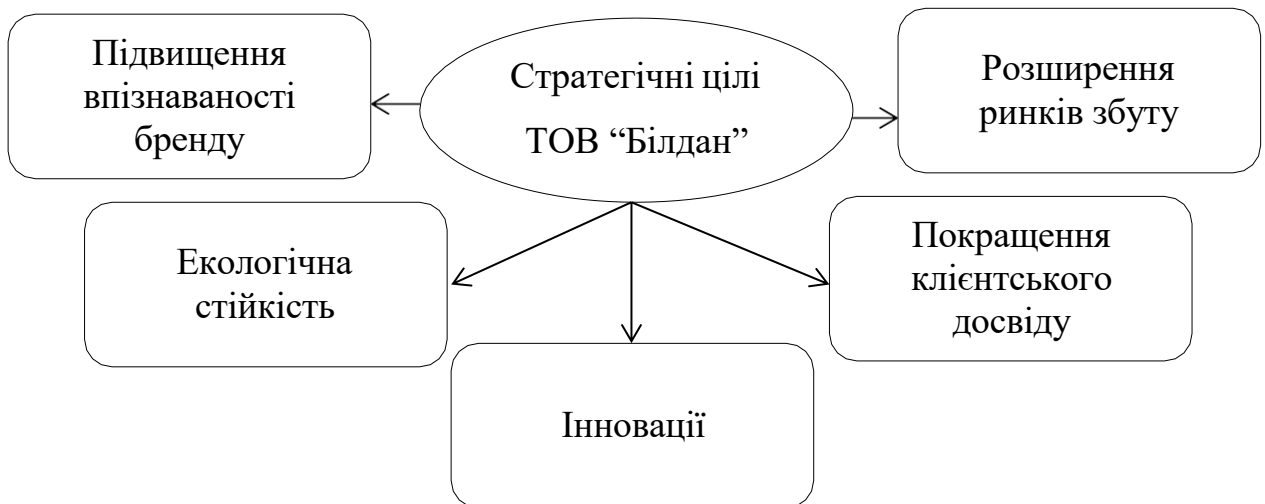 Підвищення
впізнаваності
бренду
Стратегічні цілі
ТОВ “Білдан”
Розширення
ринків збуту
Екологічна
стійкість
Покращення
клієнтського
досвіду
Інновації